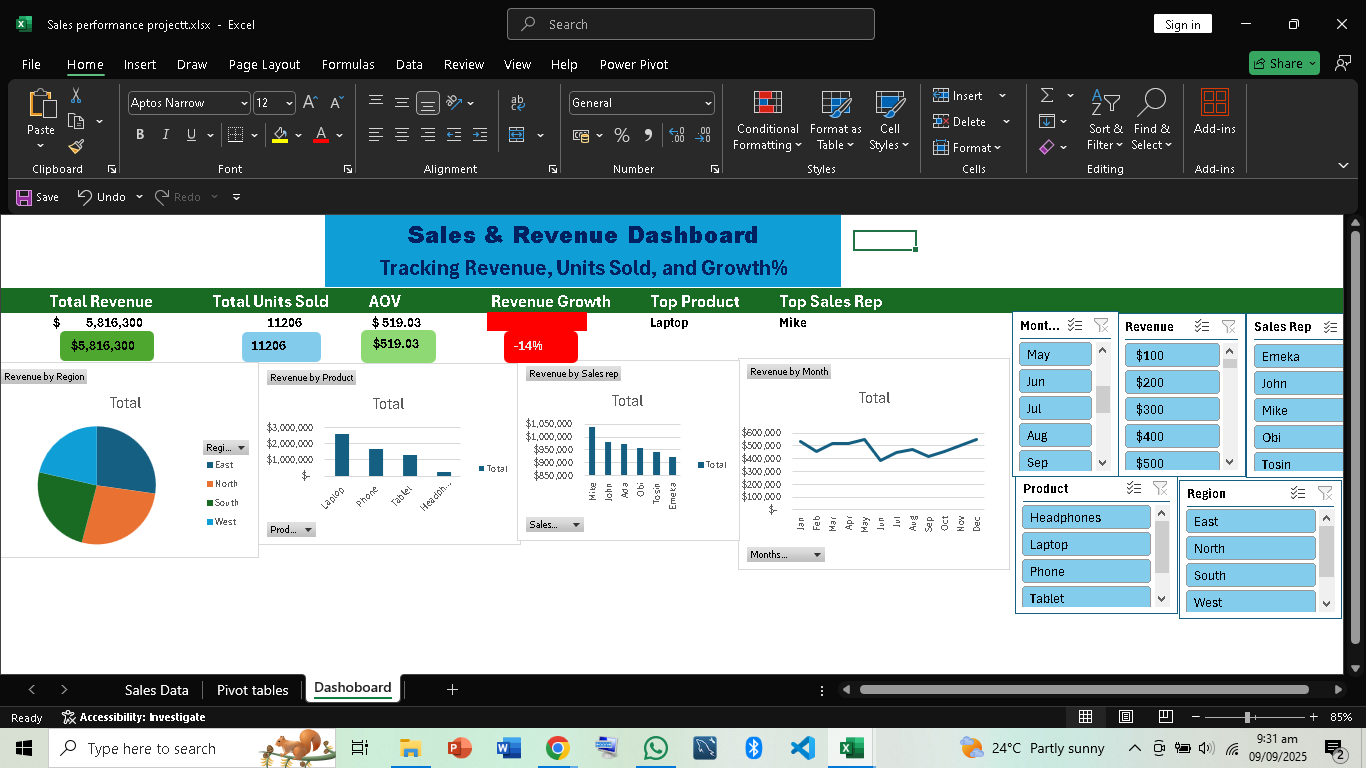 Sales performance projectt.xlsx - Excel
Search
Sign in
File Home Insert Draw Page Layout Formulas Data Review View Help Power Pivot
Share
Paste
Aptos Narrow 12
B I U
General
Conditional Formatting
Format as Table
Cell Styles
Insert
Delete
Format
Sort & Filter
Find & Select
Add-ins
Clipboard Font Alignment Number Styles Cells Editing Add-ins
Save Undo Redo
Sales & Revenue Dashboard
Tracking Revenue, Units Sold, and Growth%
Total Revenue Total Units Sold AOV Revenue Growth Top Product Top Sales Rep
$ 5,816,300 11206 $ 519.03 Laptop Mike
$5,816,300 11206 $519.03 -14%
Revenue by Region
Total
Regi...
East
North
South
West
Revenue by Product
Total
$3,000,000
$2,000,000
$1,000,000
$-
Laptop
Phone
Tablet
Headph...
Total
Prod...
Revenue by Sales rep
Total
$1,050,000
$1,000,000
$950,000
$900,000
$850,000
Mike
John
Ada
Obi
Tosin
Emeka
Total
Sales...
Revenue by Month
Total
$600,000
$500,000
$400,000
$300,000
$200,000
$100,000
$-
Jan
Feb
Mar
Apr
May
Jun
Jul
Aug
Sep
Oct
Nov
Dec
Months...
Mont...
May
Jun
Jul
Aug
Sep
Revenue
$100
$200
$300
$400
$500
Sales Rep
Emeka
John
Mike
Obi
Tosin
Product
Headphones
Laptop
Phone
Tablet
Region
East
North
South
West
Sales Data Pivot tables Dashoboard
Ready Accessibility: Investigate 85%
Type here to search
24°C Partly sunny
9:31 am
09/09/2025
2